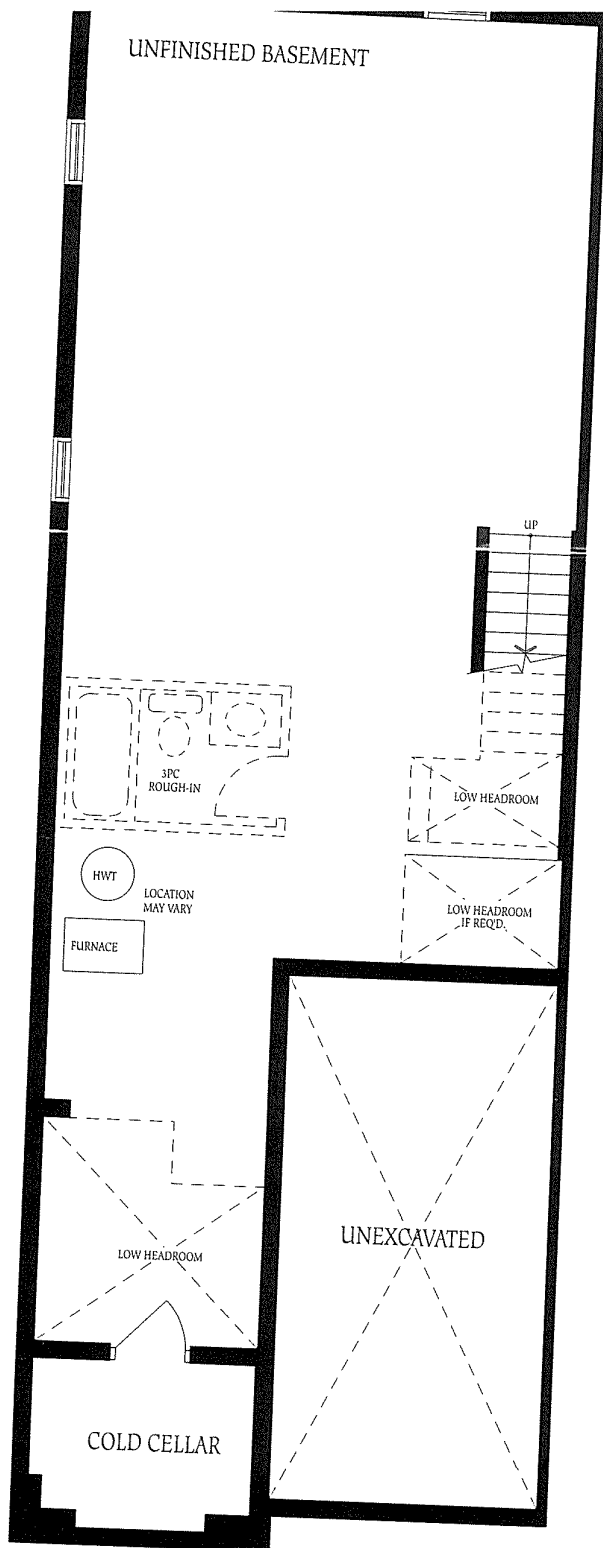 UNFINISHED BASEMENT
UP
3PC
ROUGH-IN
LOW HEADROOM
HWT
LOCATION
MAY VARY
LOW HEADROOM
IF REQ'D.
FURNACE
UNEXCAVATED
LOW HEADROOM
COLD CELLAR